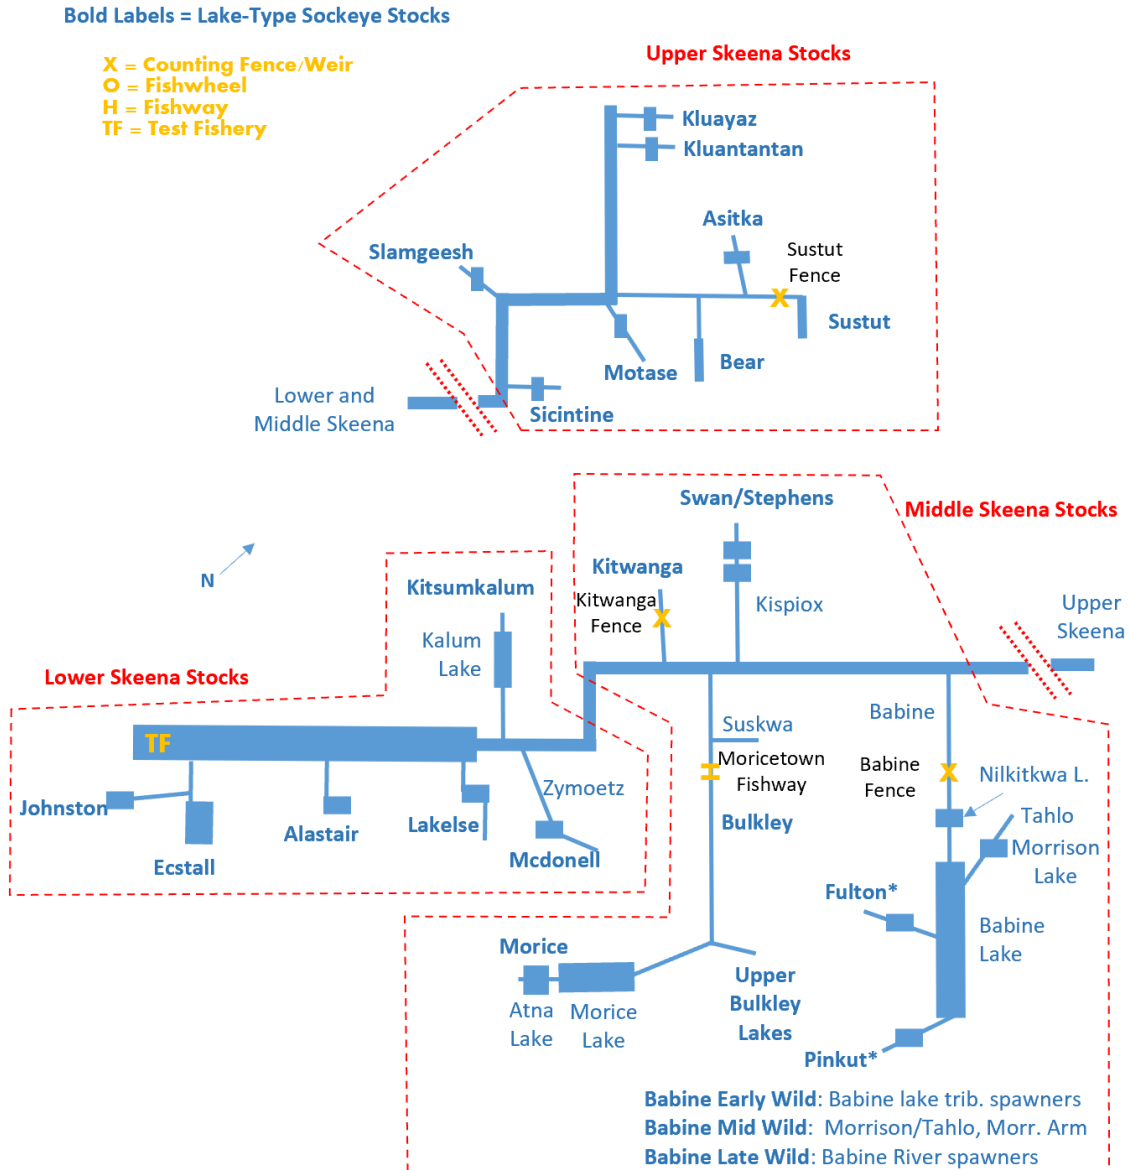 Bold Labels = Lake-Type Sockeye Stocks
X = Counting Fence/Weir
O = Fishwheel
H = Fishway
TF = Test Fishery
Upper Skeena Stocks
Kluayaz
Kluantantan
Asitka
Sustut
Fence
Slamgeesh
X
Sustut
Bear
Motase
Lower and
Middle Skeena
Sicintine
Swan/Stephens
Middle Skeena Stocks
N
Kitwanga
Kitwanga
Fence
X
Kispiox
Upper
Skeena
Kitsumkalum
Kalum
Lake
Lower Skeena Stocks
TF
Suskwa
Moricetown
Fishway
H
Bulkley
Babine
Babine
Fence
X
Nilkitkwa L.
Tahlo
Morrison
Lake
Zymoetz
Johnston
Ecstall
Alastair
Lakelse
Mcdonell
Fulton*
Babine
Lake
Morice
Atna
Lake
Morice
Lake
Upper
Bulkley
Lakes
Pinkut*
Babine Early Wild: Babine lake trib. spawners
Babine Mid Wild: Morrison/Tahlo, Morr. Arm
Babine Late Wild: Babine River spawners